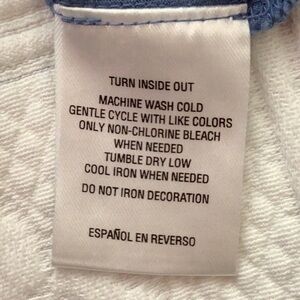 TURN INSIDE OUT
MACHINE WASH COLD
GENTLE CYCLE WITH LIKE COLORS
ONLY NON-CHLORINE BLEACH
WHEN NEEDED
TUMBLE DRY LOW
COOL IRON WHEN NEEDED
DO NOT IRON DECORATION
ESPAÑOL EN REVERSO